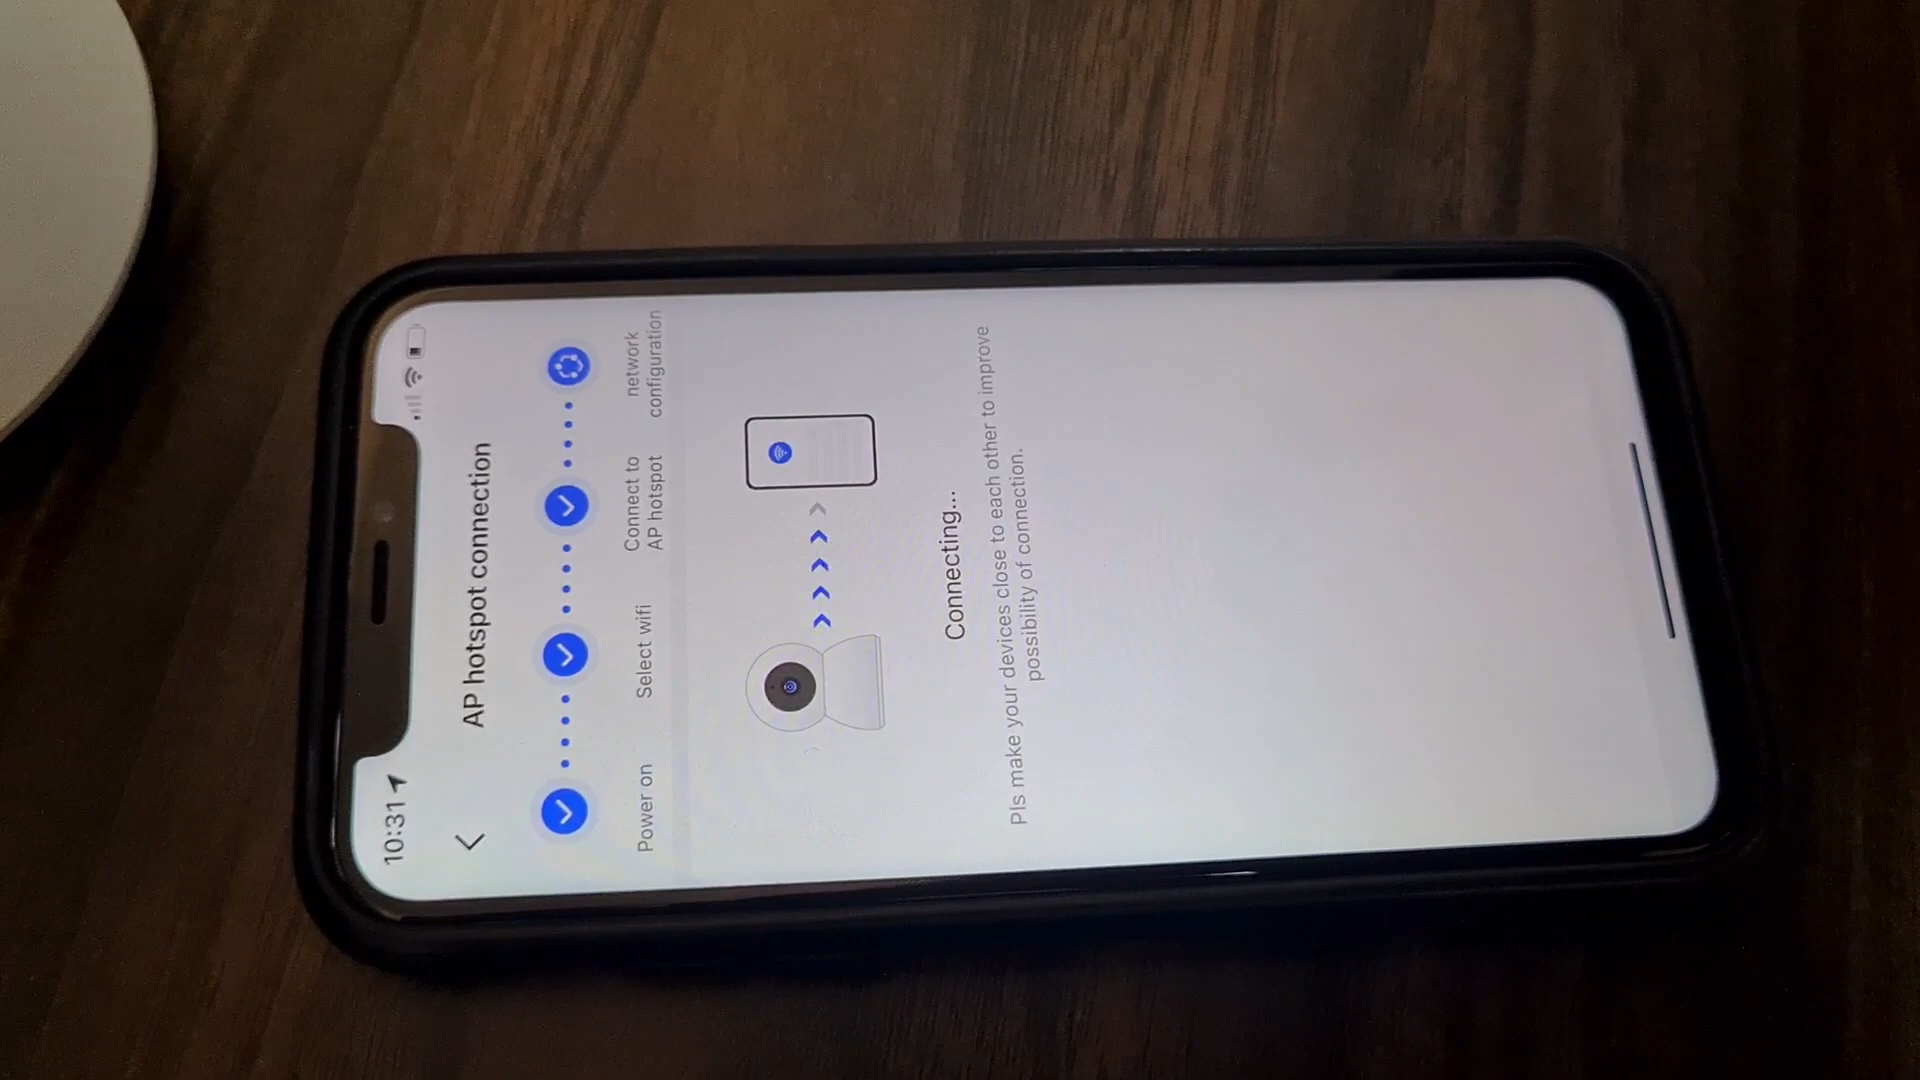 10:31
AP hotspot connection
Power on
Select wifi
Connect to
AP hotspot
network
configuration
Connecting...
Pls make your devices close to each other to improve
possibility of connection.